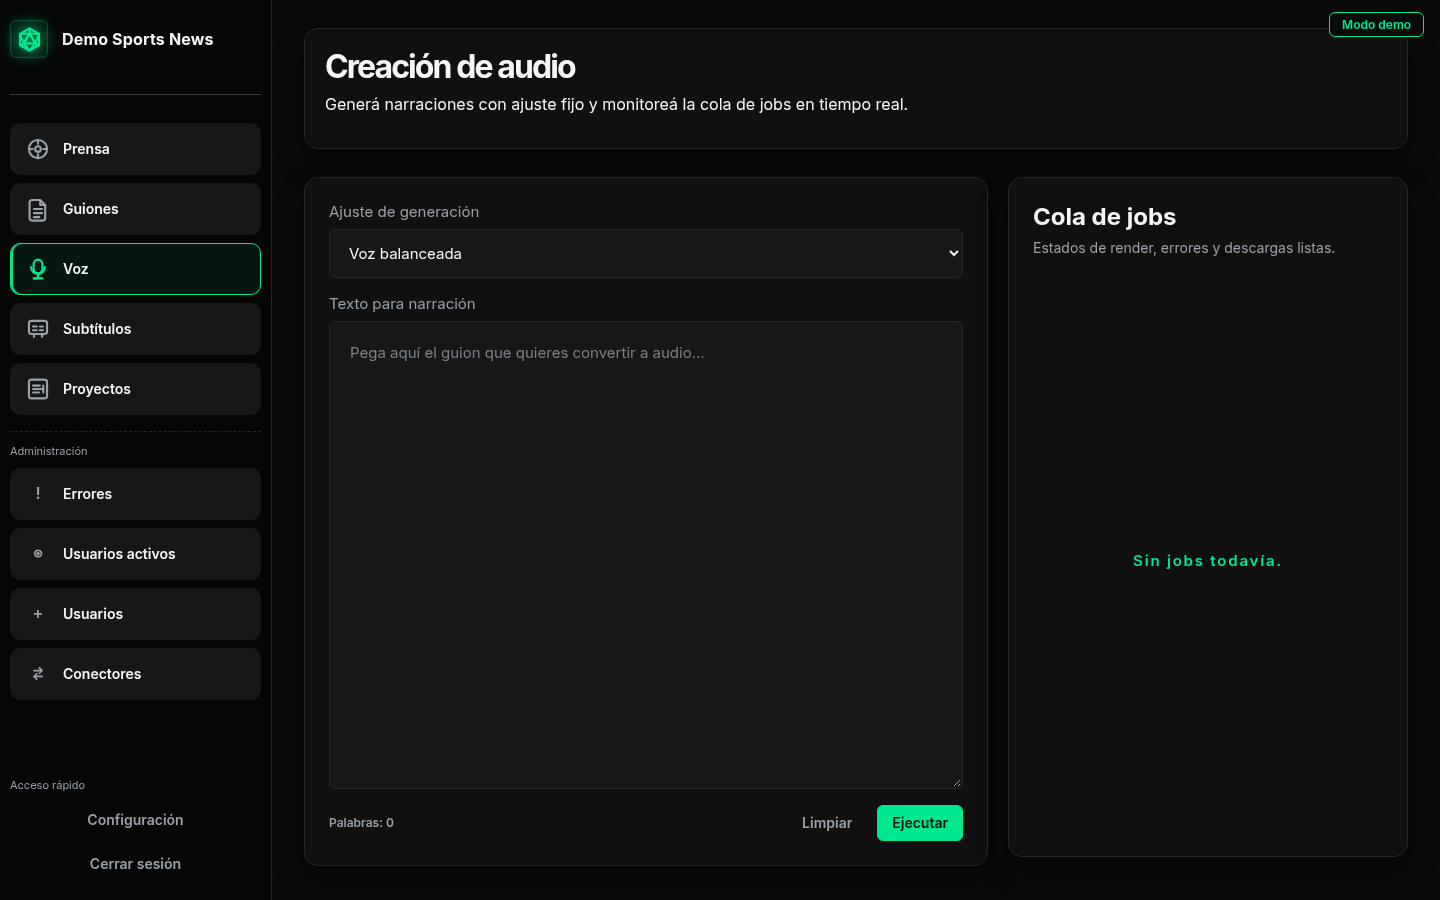 Demo Sports News
Modo demo
Prensa
Guiones
Voz
Subtítulos
Proyectos
Administración
!
Errores
Usuarios activos
+
Usuarios
Conectores
Acceso rápido
Configuración
Cerrar sesión
Creación de audio
Generá narraciones con ajuste fijo y monitoreá la cola de jobs en tiempo real.
Ajuste de generación
Voz balanceada
Texto para narración
Pega aquí el guion que quieres convertir a audio...
Palabras: 0
Limpiar
Ejecutar
Cola de jobs
Estados de render, errores y descargas listas.
Sin jobs todavía.